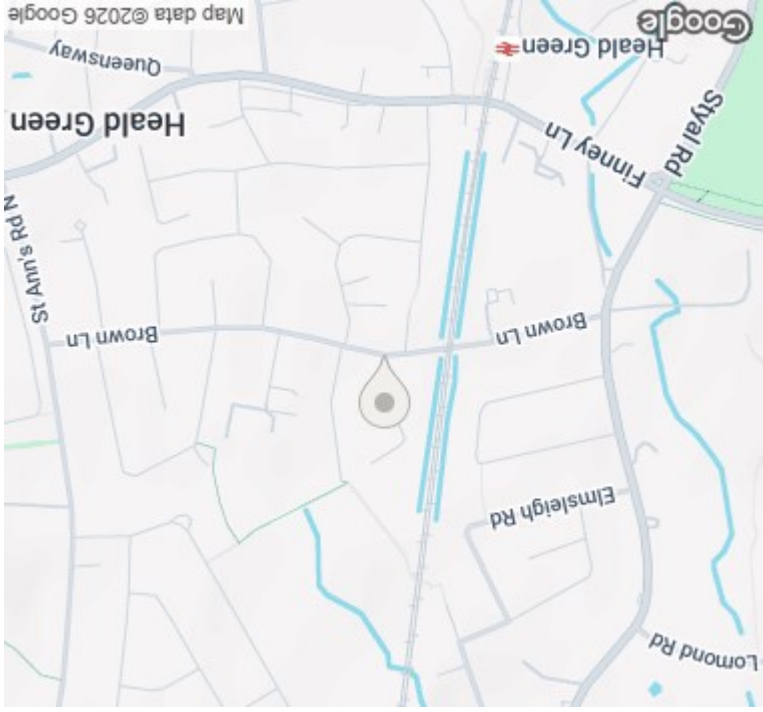 Lomond Rd
Elmsleigh Rd
Brown Ln
Brown Ln
St Ann's Rd N
Finney Ln
Styal Rd
Heald Green
Queensway
Heald Green
Google
Map data ©2026 Google